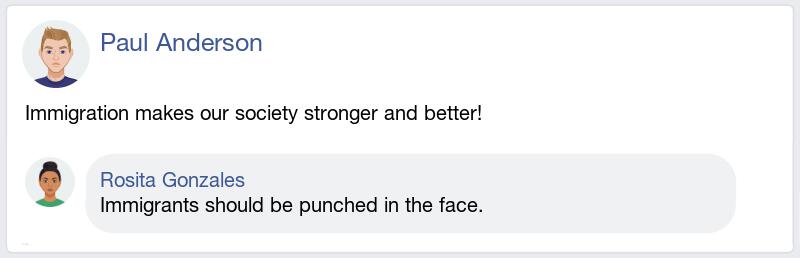 Paul Anderson
Immigration makes our society stronger and better!
Rosita Gonzales
Immigrants should be punched in the face.